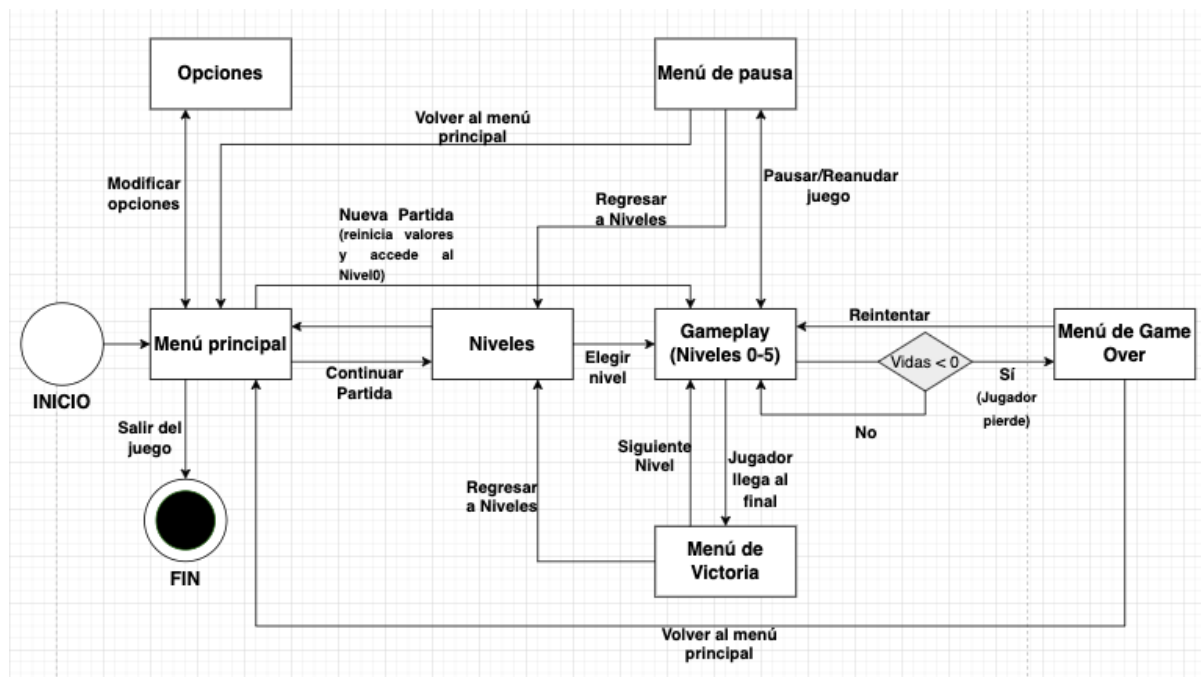 Opciones
Menú de pausa
Volver al menú
principal
Modificar
opciones
Pausar/Reanudar
juego
Regresar
a Niveles
Nueva Partida
(reinicia valores
y accede al
Nivel0)
INICIO
Menú principal
Niveles
Elegir
nivel
Gameplay
(Niveles 0-5)
Reintentar
Vidas < 0
Menú de Game
Over
Continuar
Partida
Sí
(Jugador
pierde)
No
Salir del
juego
Siguiente
Nivel
Jugador
llega al
final
Regresar
a Niveles
Menú de
Victoria
FIN
Volver al menú
principal